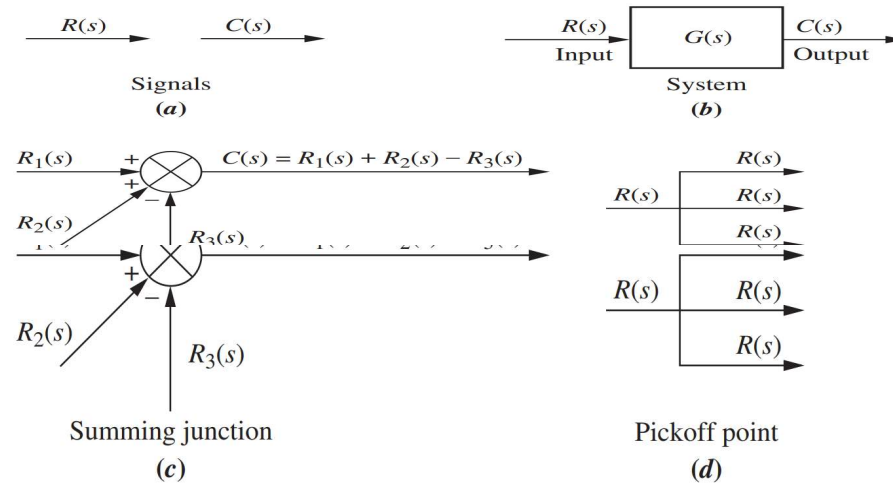 R(s) C(s)
Signals
(a)
R(s) C(s)
G(s)
Input Output
System
(b)
R₁(s) + C(s) = R₁(s) + R₂(s) − R₃(s)
+
−
R₂(s)
R₃(s)
+
−
R₂(s)
R₃(s)
Summing junction
(c)
R(s)
R(s) R(s)
R(s)
R(s) R(s)
R(s)
Pickoff point
(d)